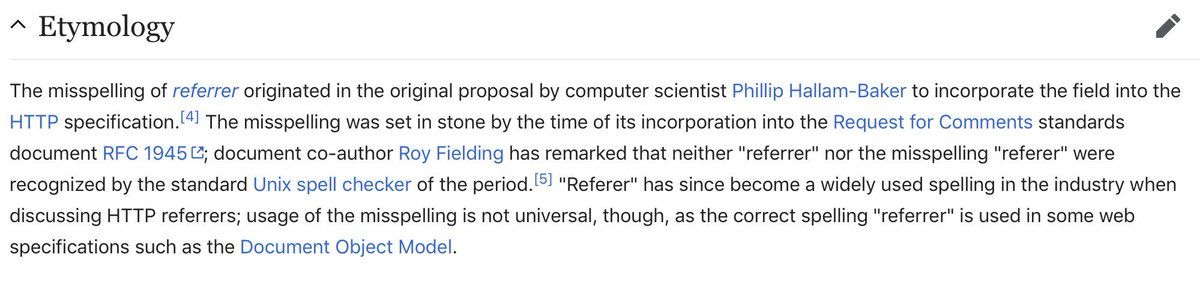 Etymology
The misspelling of referrer originated in the original proposal by computer scientist Phillip Hallam-Baker to incorporate the field into the
HTTP specification.[4] The misspelling was set in stone by the time of its incorporation into the Request for Comments standards
document RFC 1945; document co-author Roy Fielding has remarked that neither "referrer" nor the misspelling "referer" were
recognized by the standard Unix spell checker of the period.[5] "Referer" has since become a widely used spelling in the industry when
discussing HTTP referrers; usage of the misspelling is not universal, though, as the correct spelling "referrer" is used in some web
specifications such as the Document Object Model.